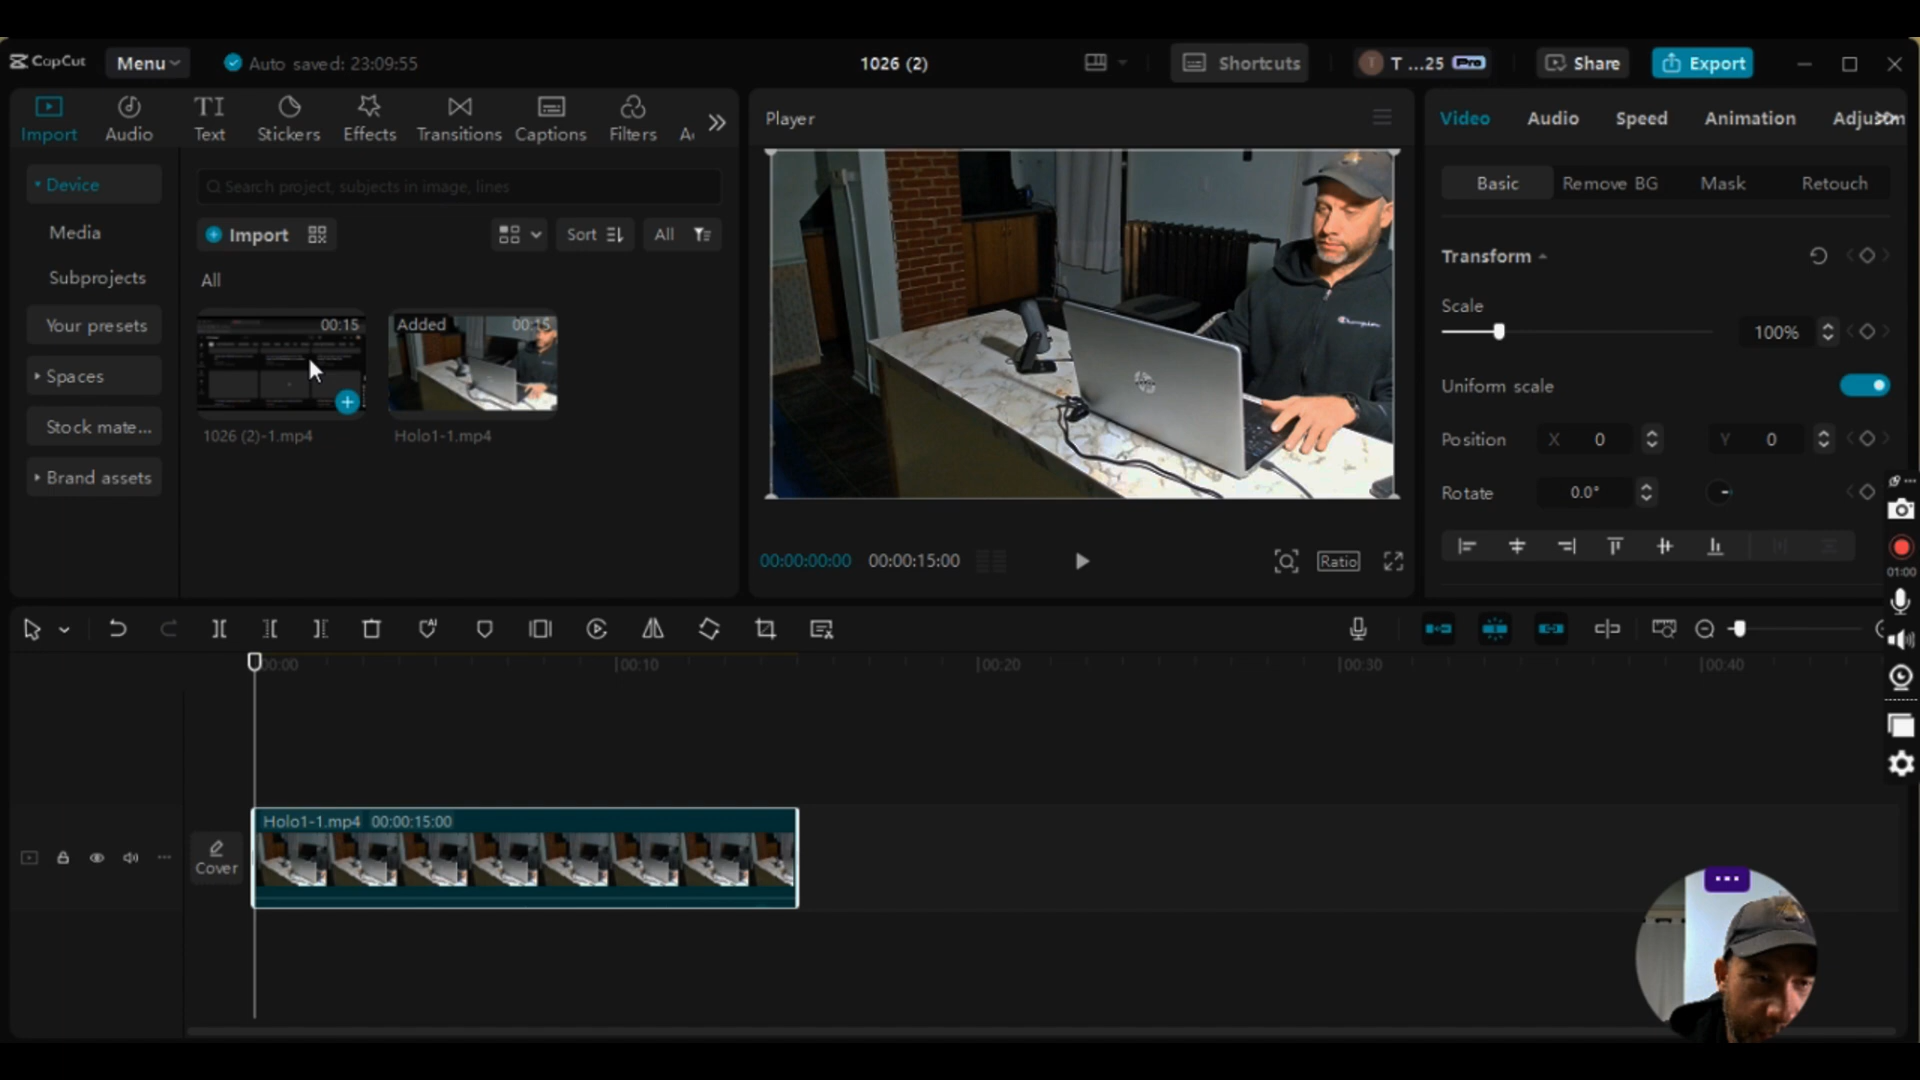 CapCut
Menu
Auto saved: 23:09:55
1026 (2)
Shortcuts
T ...25 Pro
Share
Export
Import
Audio
TI
Text
Stickers
Effects
Transitions
Captions
Filters
Player
Video
Audio
Speed
Animation
Device
Media
Subprojects
Your presets
Spaces
Stock mate...
Brand assets
Search project, subjects in image, lines
Import
Sort
All
All
00:15
1026 (2)-1.mp4
Added
00:15
Holo1-1.mp4
Champion
hp
00:00:00:00
00:00:15:00
Ratio
Basic
Remove BG
Mask
Retouch
Transform
Scale
100%
Uniform scale
Position
X
0
Y
0
Rotate
0.0°
01:00
00:00
00:10
00:20
00:30
00:40
Cover
Holo1-1.mp4 00:00:15:00